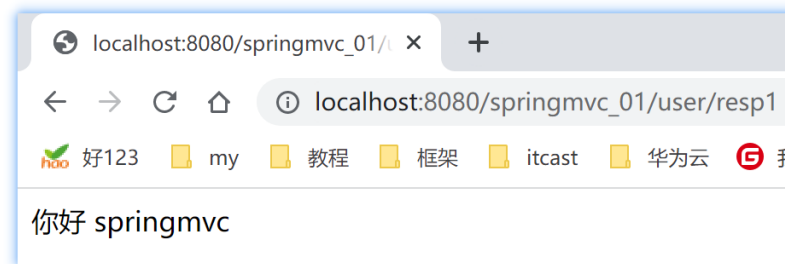 localhost:8080/springmvc_01/
localhost:8080/springmvc_01/user/resp1
hao 好123 my 教程 框架 itcast 华为云 G
你好 springmvc